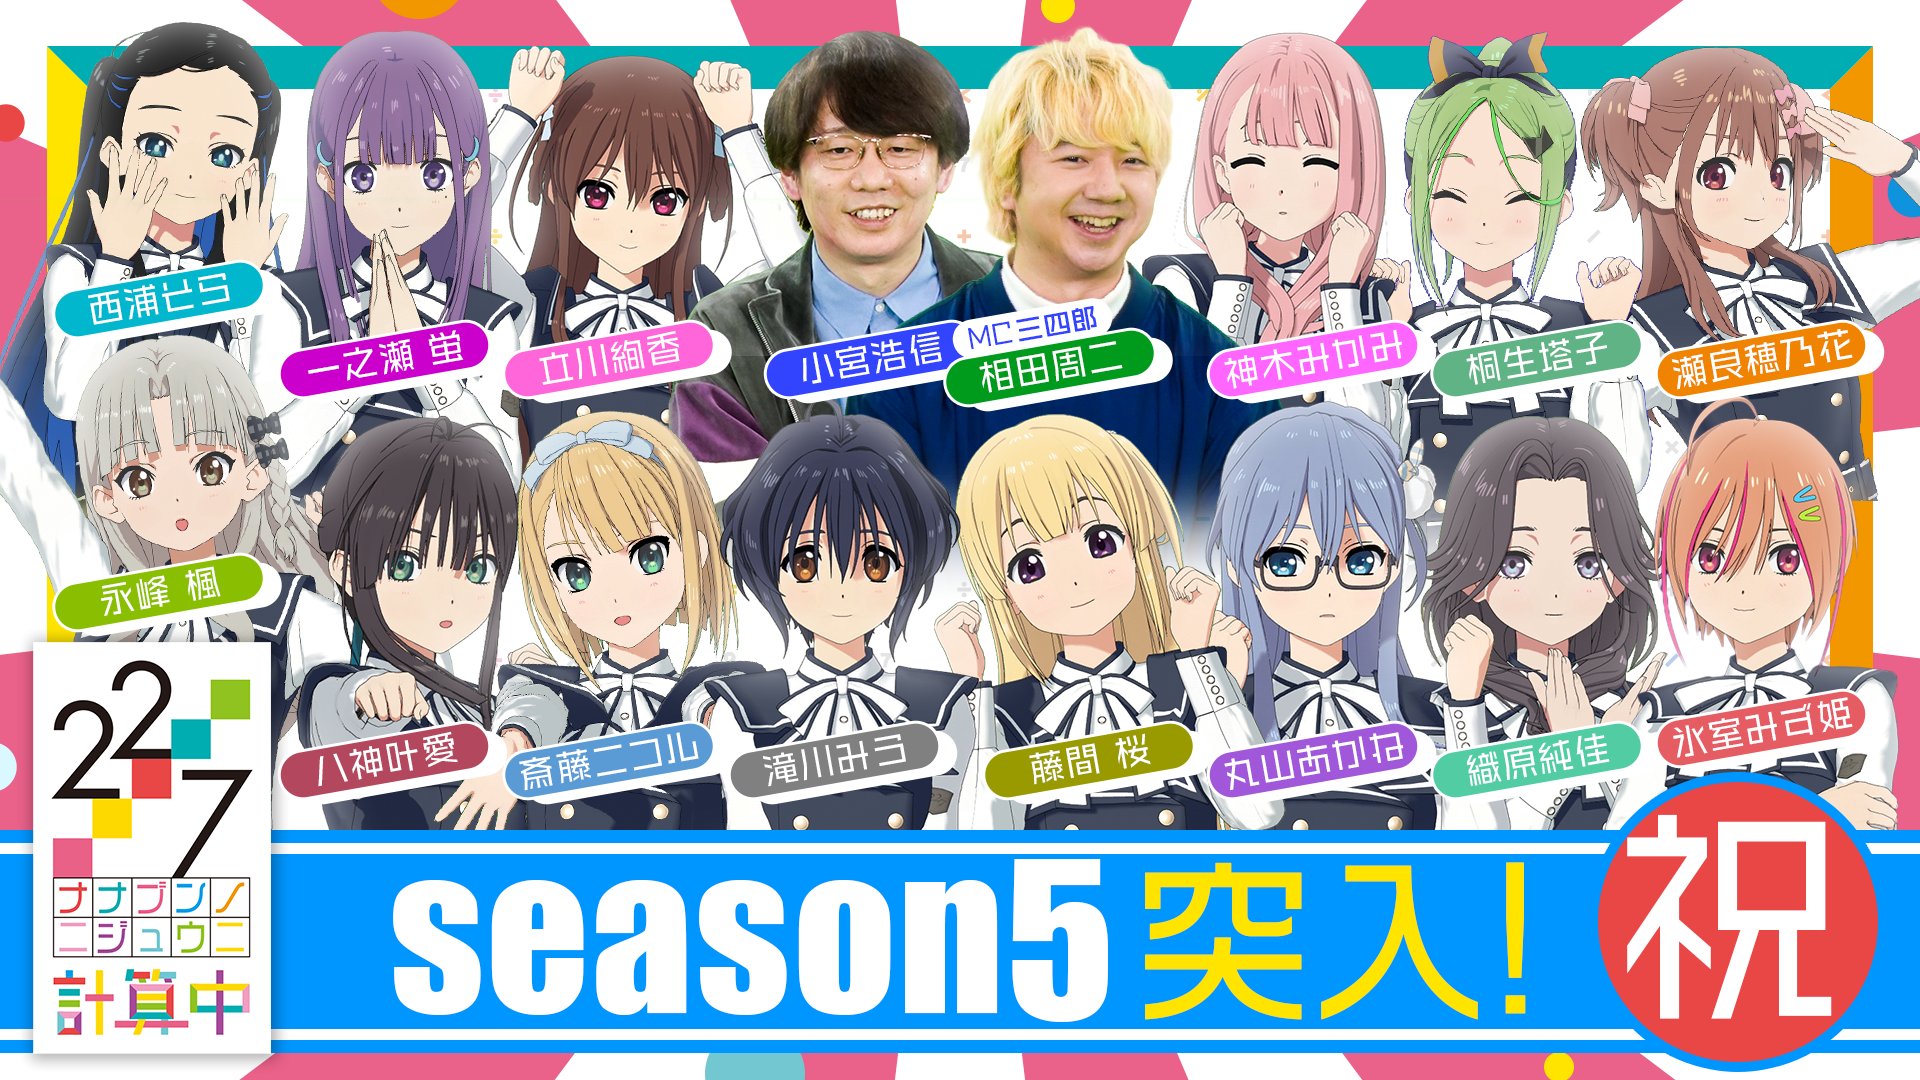 西浦そら
一之瀬 蛍
立川絢香
小宮浩信
MC三四郎
相田周二
神木みかみ
桐生塔子
瀬良穂乃花
永峰 楓
八神叶愛
斎藤ニコル
滝川みう
藤間 桜
丸山あかね
織原純佳
氷室みず姫
22/7
ナナブンノ
ニジュウニ
計算中
season5 突入!
祝